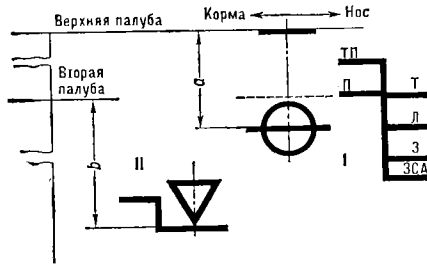 Верхняя палуба
Корма
Нос
Вторая
палуба
a
b
II
I
ТП
П
Т
Л
З
ЗСА